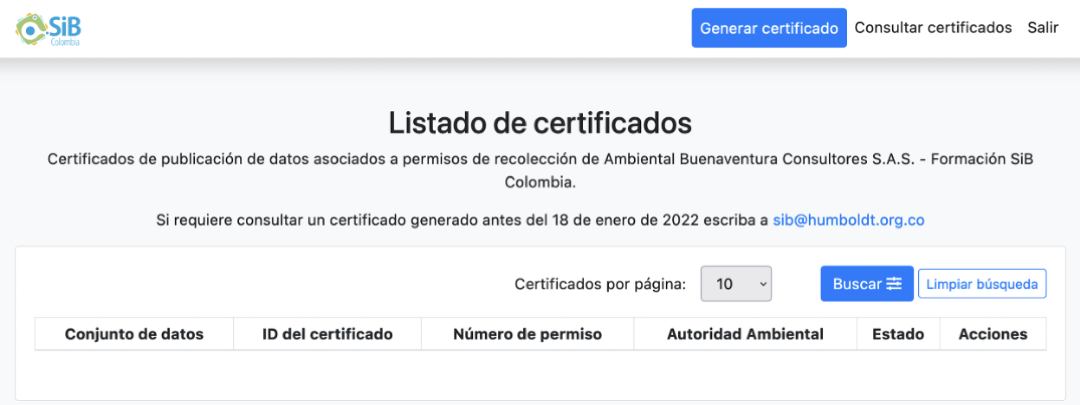 SiB
Colombia
Generar certificado
Consultar certificados
Salir
Listado de certificados
Certificados de publicación de datos asociados a permisos de recolección de Ambiental Buenaventura Consultores S.A.S. - Formación SiB
Colombia.
Si requiere consultar un certificado generado antes del 18 de enero de 2022 escriba a sib@humboldt.org.co
Certificados por página: 10 Buscar Limpiar búsqueda
Conjunto de datos ID del certificado Número de permiso Autoridad Ambiental Estado Acciones